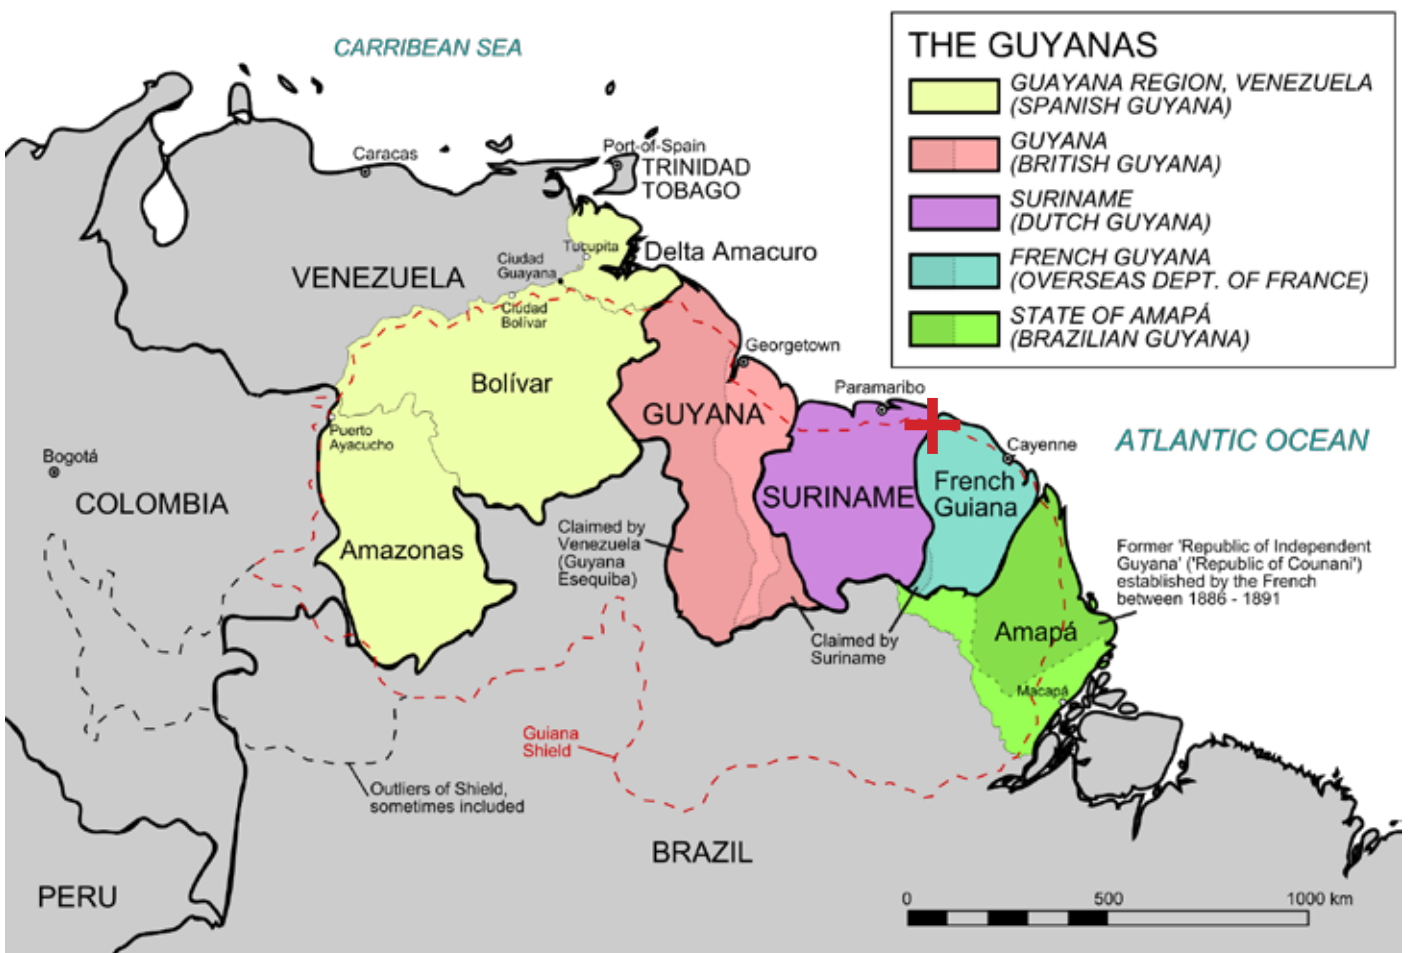 CARRIBEAN SEA
THE GUYANAS
GUAYANA REGION, VENEZUELA
(SPANISH GUYANA)
GUYANA
(BRITISH GUYANA)
SURINAME
(DUTCH GUYANA)
FRENCH GUYANA
(OVERSEAS DEPT. OF FRANCE)
STATE OF AMAPÁ
(BRAZILIAN GUYANA)
Caracas
Port-of-Spain
TRINIDAD
TOBAGO
Tucupita
Delta Amacuro
Ciudad
Guayana
VENEZUELA
Ciudad
Bolívar
Georgetown
Bolívar
Paramaribo
GUYANA
Puerto
Ayacucho
ATLANTIC OCEAN
Cayenne
Bogotá
COLOMBIA
SURINAME
French
Guiana
Amazonas
Claimed by
Venezuela
(Guyana
Esequiba)
Former 'Republic of Independent
Guyana' ('Republic of Counani')
established by the French
between 1886 - 1891
Amapá
Claimed by
Suriname
Macapá
Guiana
Shield
Outliers of Shield,
sometimes included
BRAZIL
PERU
0 500 1000 km